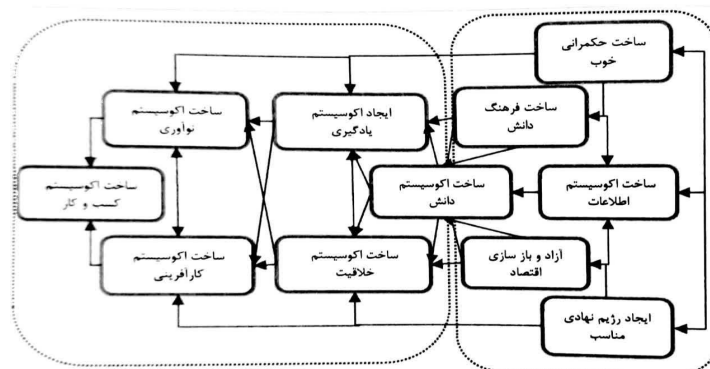 ساخت حکمرانی
خوب
ساخت فرهنگ
دانش
ایجاد اکوسیستم
یادگیری
ساخت اکوسیستم
نوآوری
ساخت اکوسیستم
اطلاعات
ساخت اکوسیستم
دانش
ساخت اکوسیستم
کسب و کار
آزاد و باز سازی
اقتصاد
ساخت اکوسیستم
خلاقیت
ساخت اکوسیستم
کارآفرینی
ایجاد رژیم نهادی
مناسب